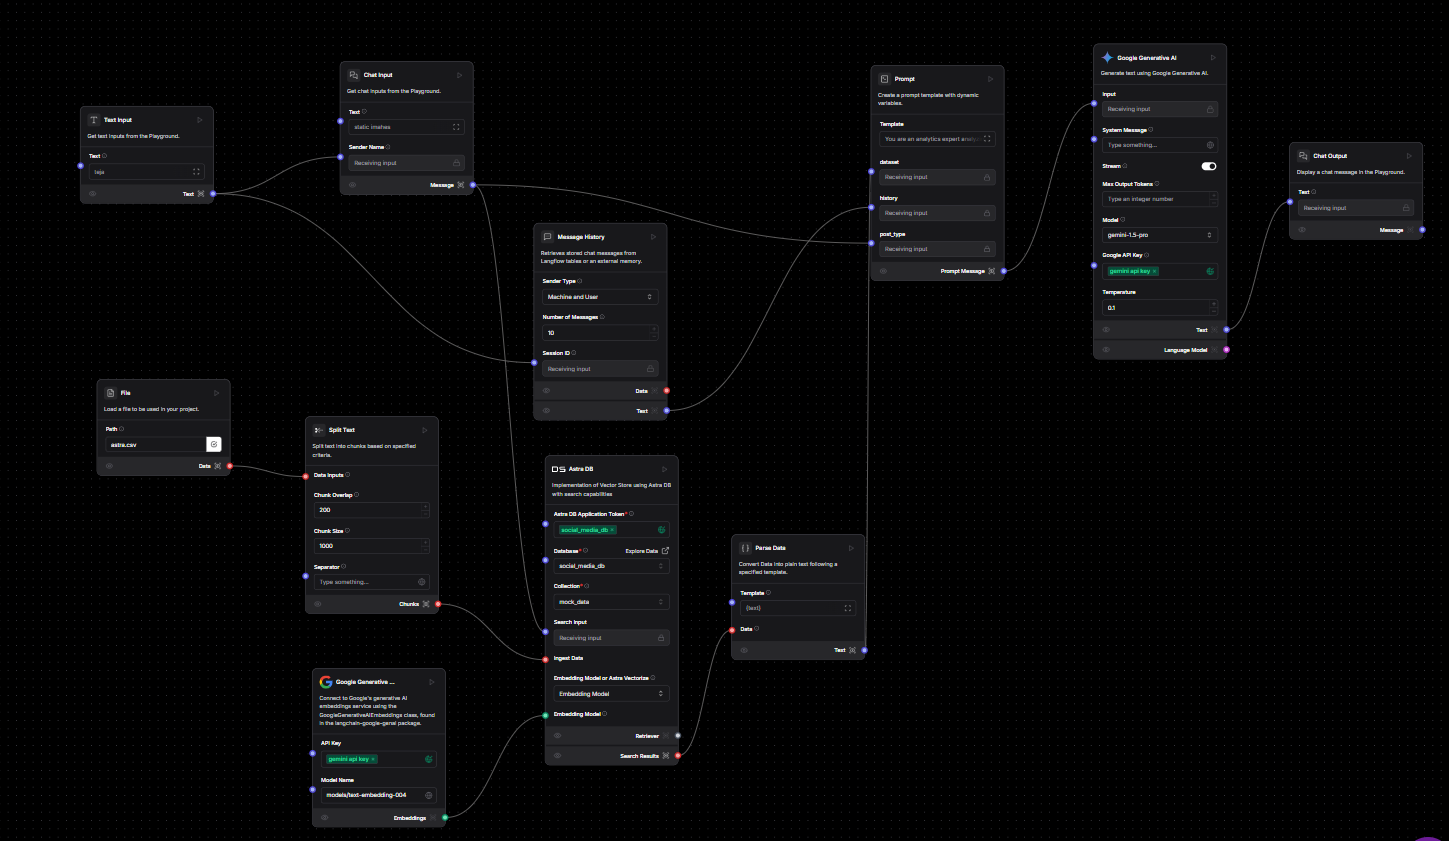 Text Input
Get text inputs from the Playground.
Text
teja
Text
Chat Input
Get chat inputs from the Playground.
Text
static imahes
Sender Name
Receiving input
Message
Message History
Retrieves stored chat messages from
Langflow tables or an external memory.
Sender Type
Machine and User
Number of Messages
10
Session ID
Receiving input
Data
Text
Prompt
Create a prompt template with dynamic
variables.
Template
You are an analytics expert
dataset
Receiving input
history
Receiving input
post_type
Receiving input
Prompt Message
Google Generative AI
Generate text using Google Generative AI.
Input
Receiving input
System Message
Type something...
Stream
Max Output Tokens
Type an integer number
Model
gemini-1.5-pro
Google API Key
gemini api key ×
Temperature
0.1
Text
Language Model
Chat Output
Display a chat message in the Playground.
Text
Receiving input
Message
File
Load a file to be used in your project.
Path
astra.csv
Data
Split Text
Split text into chunks based on specified
criteria.
Data Inputs
Chunk Overlap
200
Chunk Size
1000
Separator
Type something...
Chunks
Google Generative ...
Connect to Google's generative AI
embeddings service using the
GoogleGenerativeAIEmbeddings class, found
in the langchain-google-genai package.
API Key
gemini api key ×
Model Name
models/text-embedding-004
Embeddings
DS Astra DB
Implementation of Vector Store using Astra DB
with search capabilities
Astra DB Application Token*
social_media_db ×
Database*
Explore Data
social_media_db
Collection*
mock_data
Search Input
Receiving input
Ingest Data
Embedding Model or Astra Vectorize
Embedding Model
Embedding Model
Retriever
Search Results
Parse Data
Convert Data into plain text following a
specified template.
Template
{text}
Data
Text